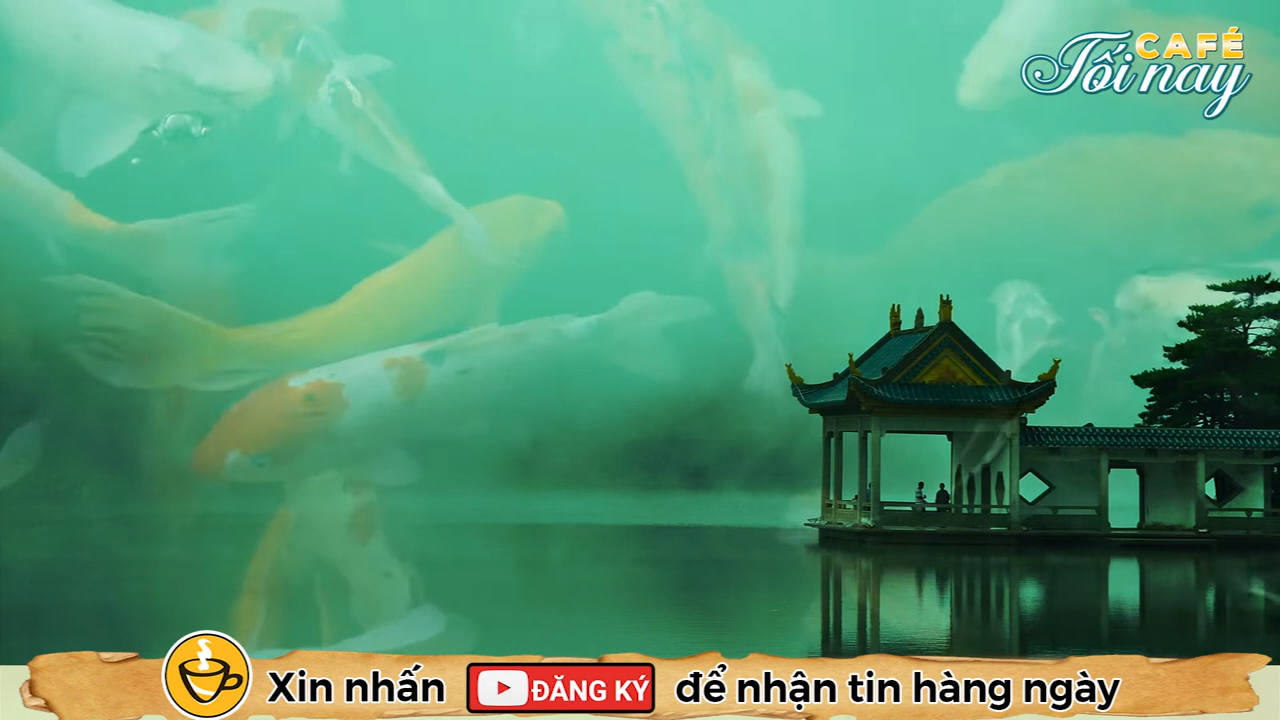 CAFÉ
Tối nay
Xin nhấn ĐĂNG KÝ để nhận tin hàng ngày